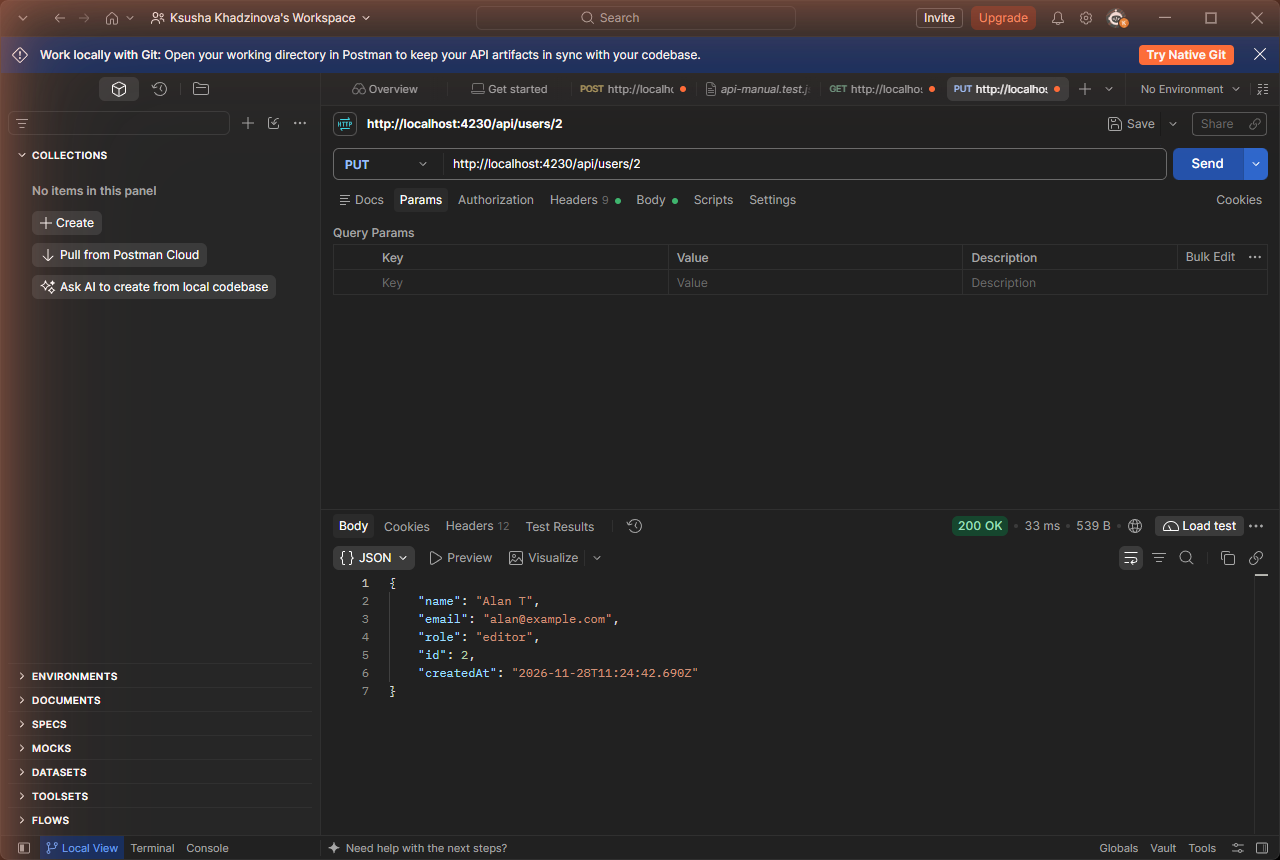 Ksusha Khadzinova's Workspace
Search
Invite
Upgrade
Work locally with Git: Open your working directory in Postman to keep your API artifacts in sync with your codebase.
Try Native Git
Overview
Get started
POST http://localh
api-manual.test.j
GET http://localhos
PUT http://localhos
No Environment
HTTP
http://localhost:4230/api/users/2
Save
Share
COLLECTIONS
No items in this panel
Create
Pull from Postman Cloud
Ask AI to create from local codebase
PUT
http://localhost:4230/api/users/2
Send
Docs
Params
Authorization
Headers 9
Body
Scripts
Settings
Cookies
Query Params
Key Value Description Bulk Edit
Key Value Description
Body
Cookies
Headers 12
Test Results
200 OK
33 ms
539 B
Load test
{} JSON
Preview
Visualize
1 {
2 "name": "Alan T",
3 "email": "alan@example.com",
4 "role": "editor",
5 "id": 2,
6 "createdAt": "2026-11-28T11:24:42.690Z"
7 }
ENVIRONMENTS
DOCUMENTS
SPECS
MOCKS
DATASETS
TOOLSETS
FLOWS
Local View
Terminal
Console
Need help with the next steps?
Globals
Vault
Tools